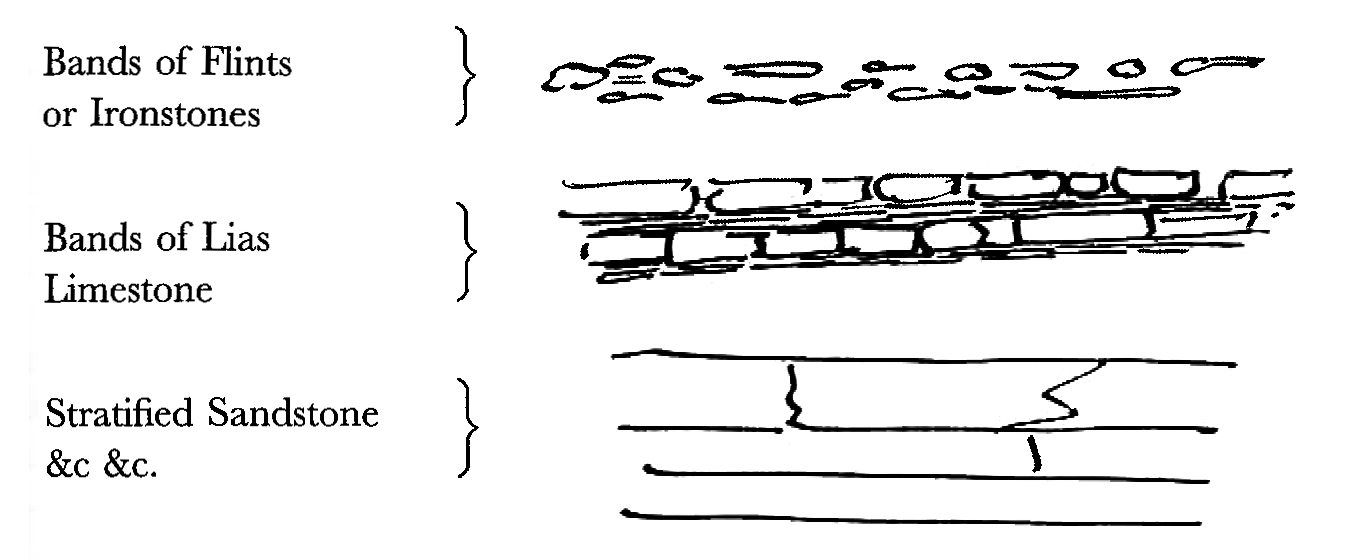 Bands of Flints
or Ironstones
Bands of Lias
Limestone
Stratified Sandstone
&c &c.